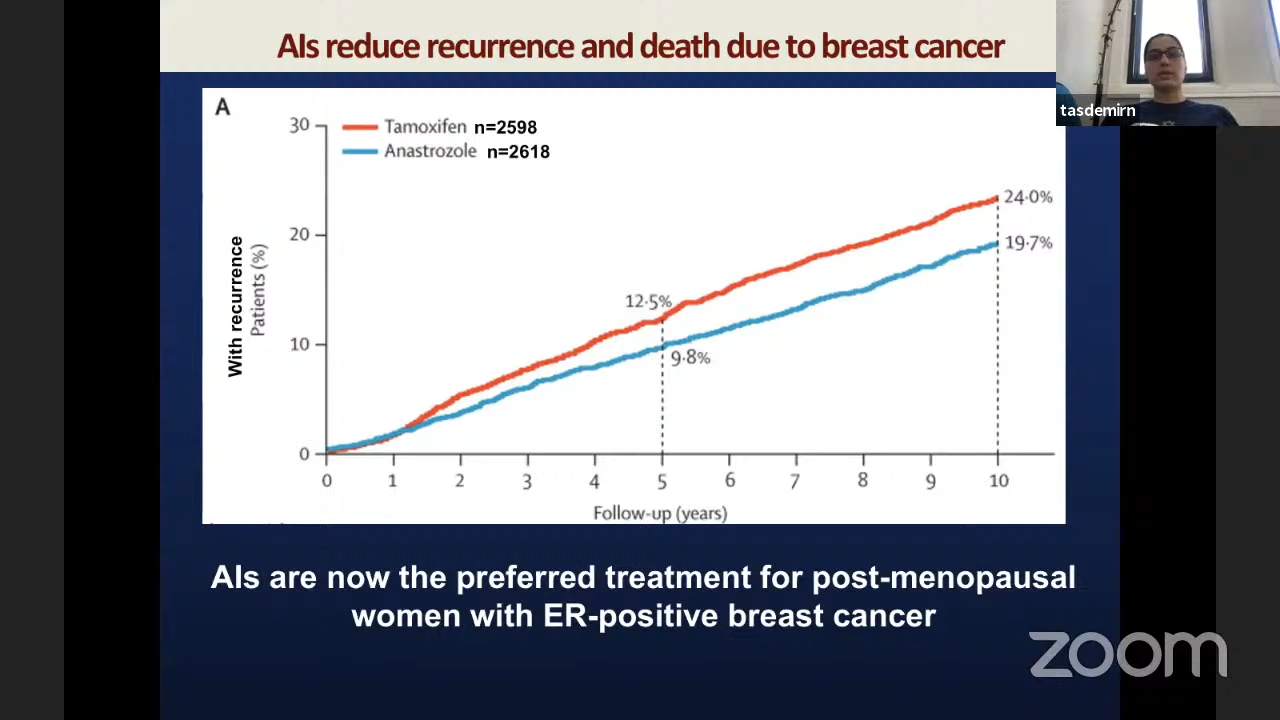 AIs reduce recurrence and death due to breast cancer
tasdemirn
A
30
20
10
0
With recurrence
Patients (%)
Tamoxifen n=2598
Anastrozole n=2618
12·5%
9·8%
24·0%
19·7%
0 1 2 3 4 5 6 7 8 9 10
Follow-up (years)
AIs are now the preferred treatment for post-menopausal
women with ER-positive breast cancer
zoom